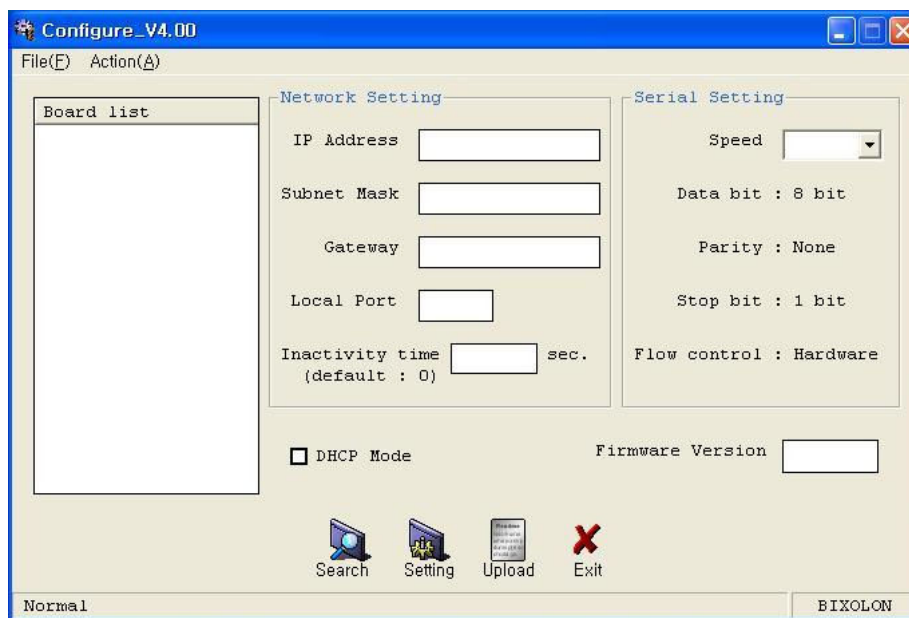 Configure_V4.00
File(F) Action(A)
Board list
Network Setting
IP Address
Subnet Mask
Gateway
Local Port
Inactivity time sec.
(default : 0)
Serial Setting
Speed
Data bit : 8 bit
Parity : None
Stop bit : 1 bit
Flow control : Hardware
DHCP Mode
Firmware Version
Search Setting Upload Exit
Normal BIXOLON